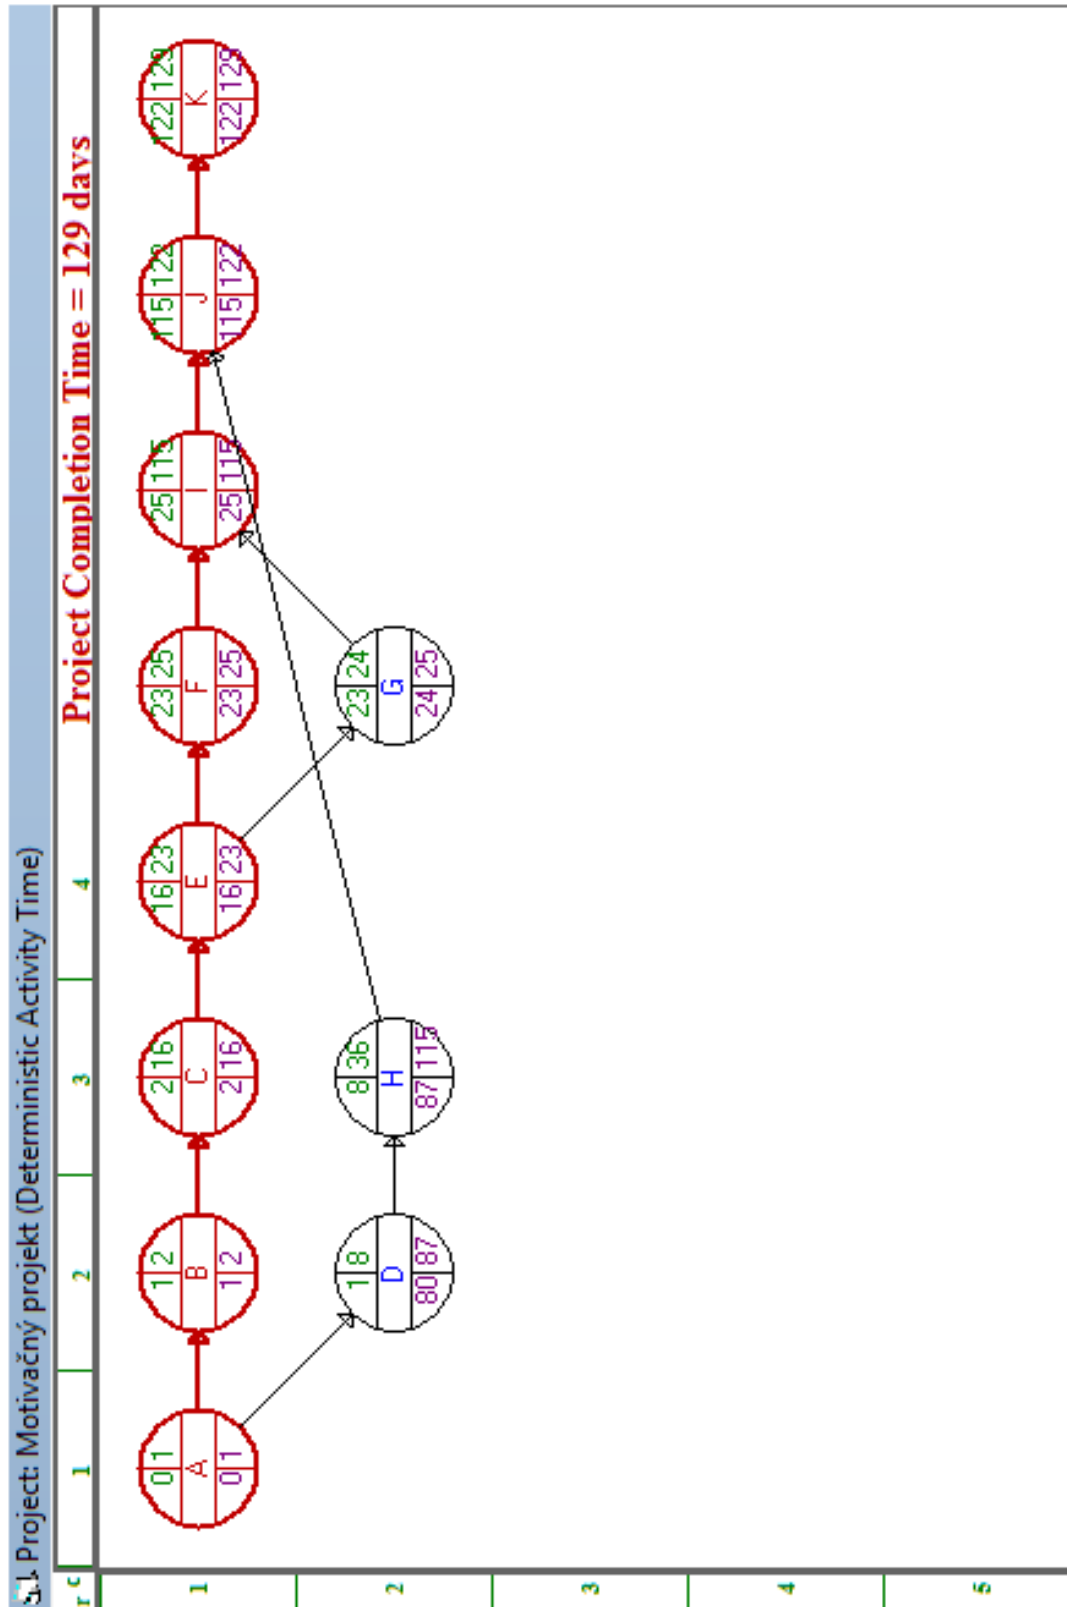 Project: Motivačný projekt (Deterministic Activity Time)
r c 1 2 3 4 Project Completion Time = 129 days
1
0 1 A 0 1
1 2 B 1 2
2 16 C 2 16
16 23 E 16 23
23 25 F 23 25
25 115 I 25 115
115 122 J 115 122
122 129 K 122 129
2
1 8 D 80 87
8 36 H 87 115
23 24 G 24 25
3
4
5